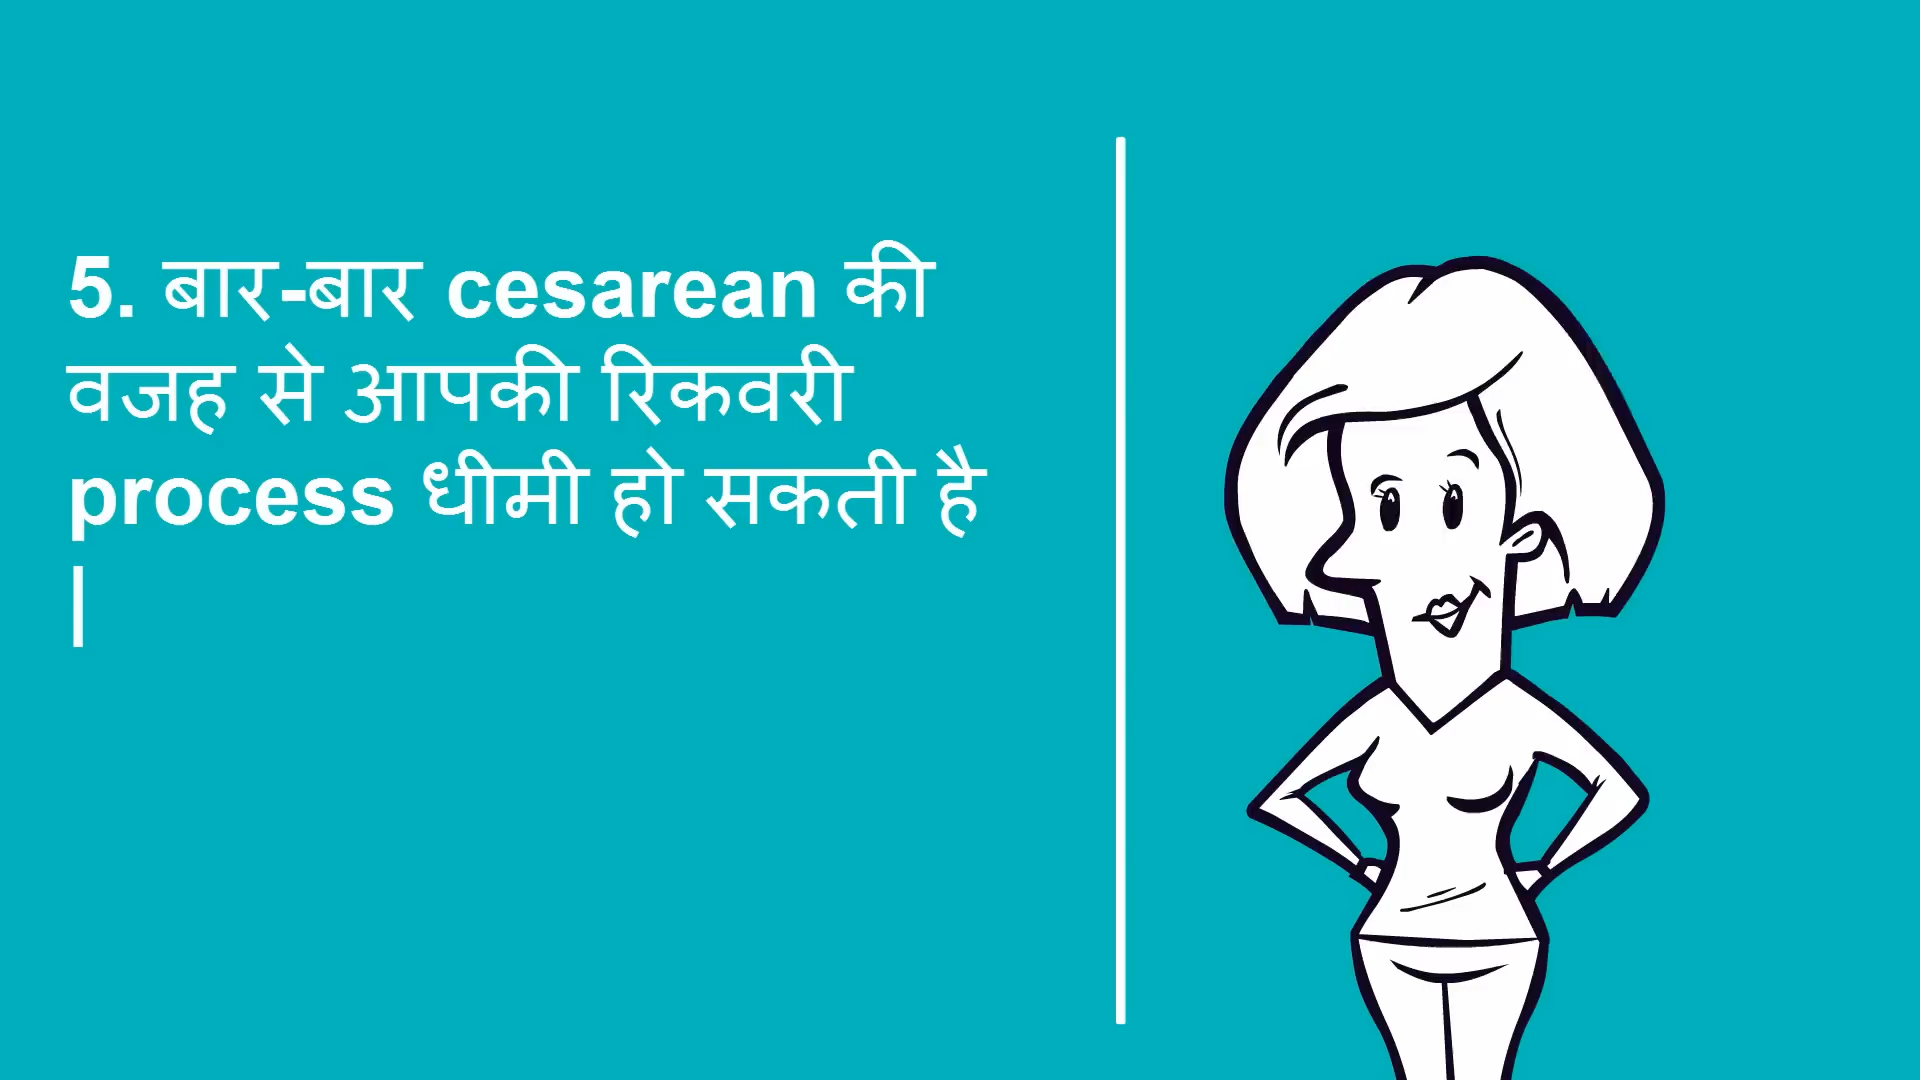 5. बार-बार cesarean की
वजह से आपकी रिकवरी
process धीमी हो सकती है